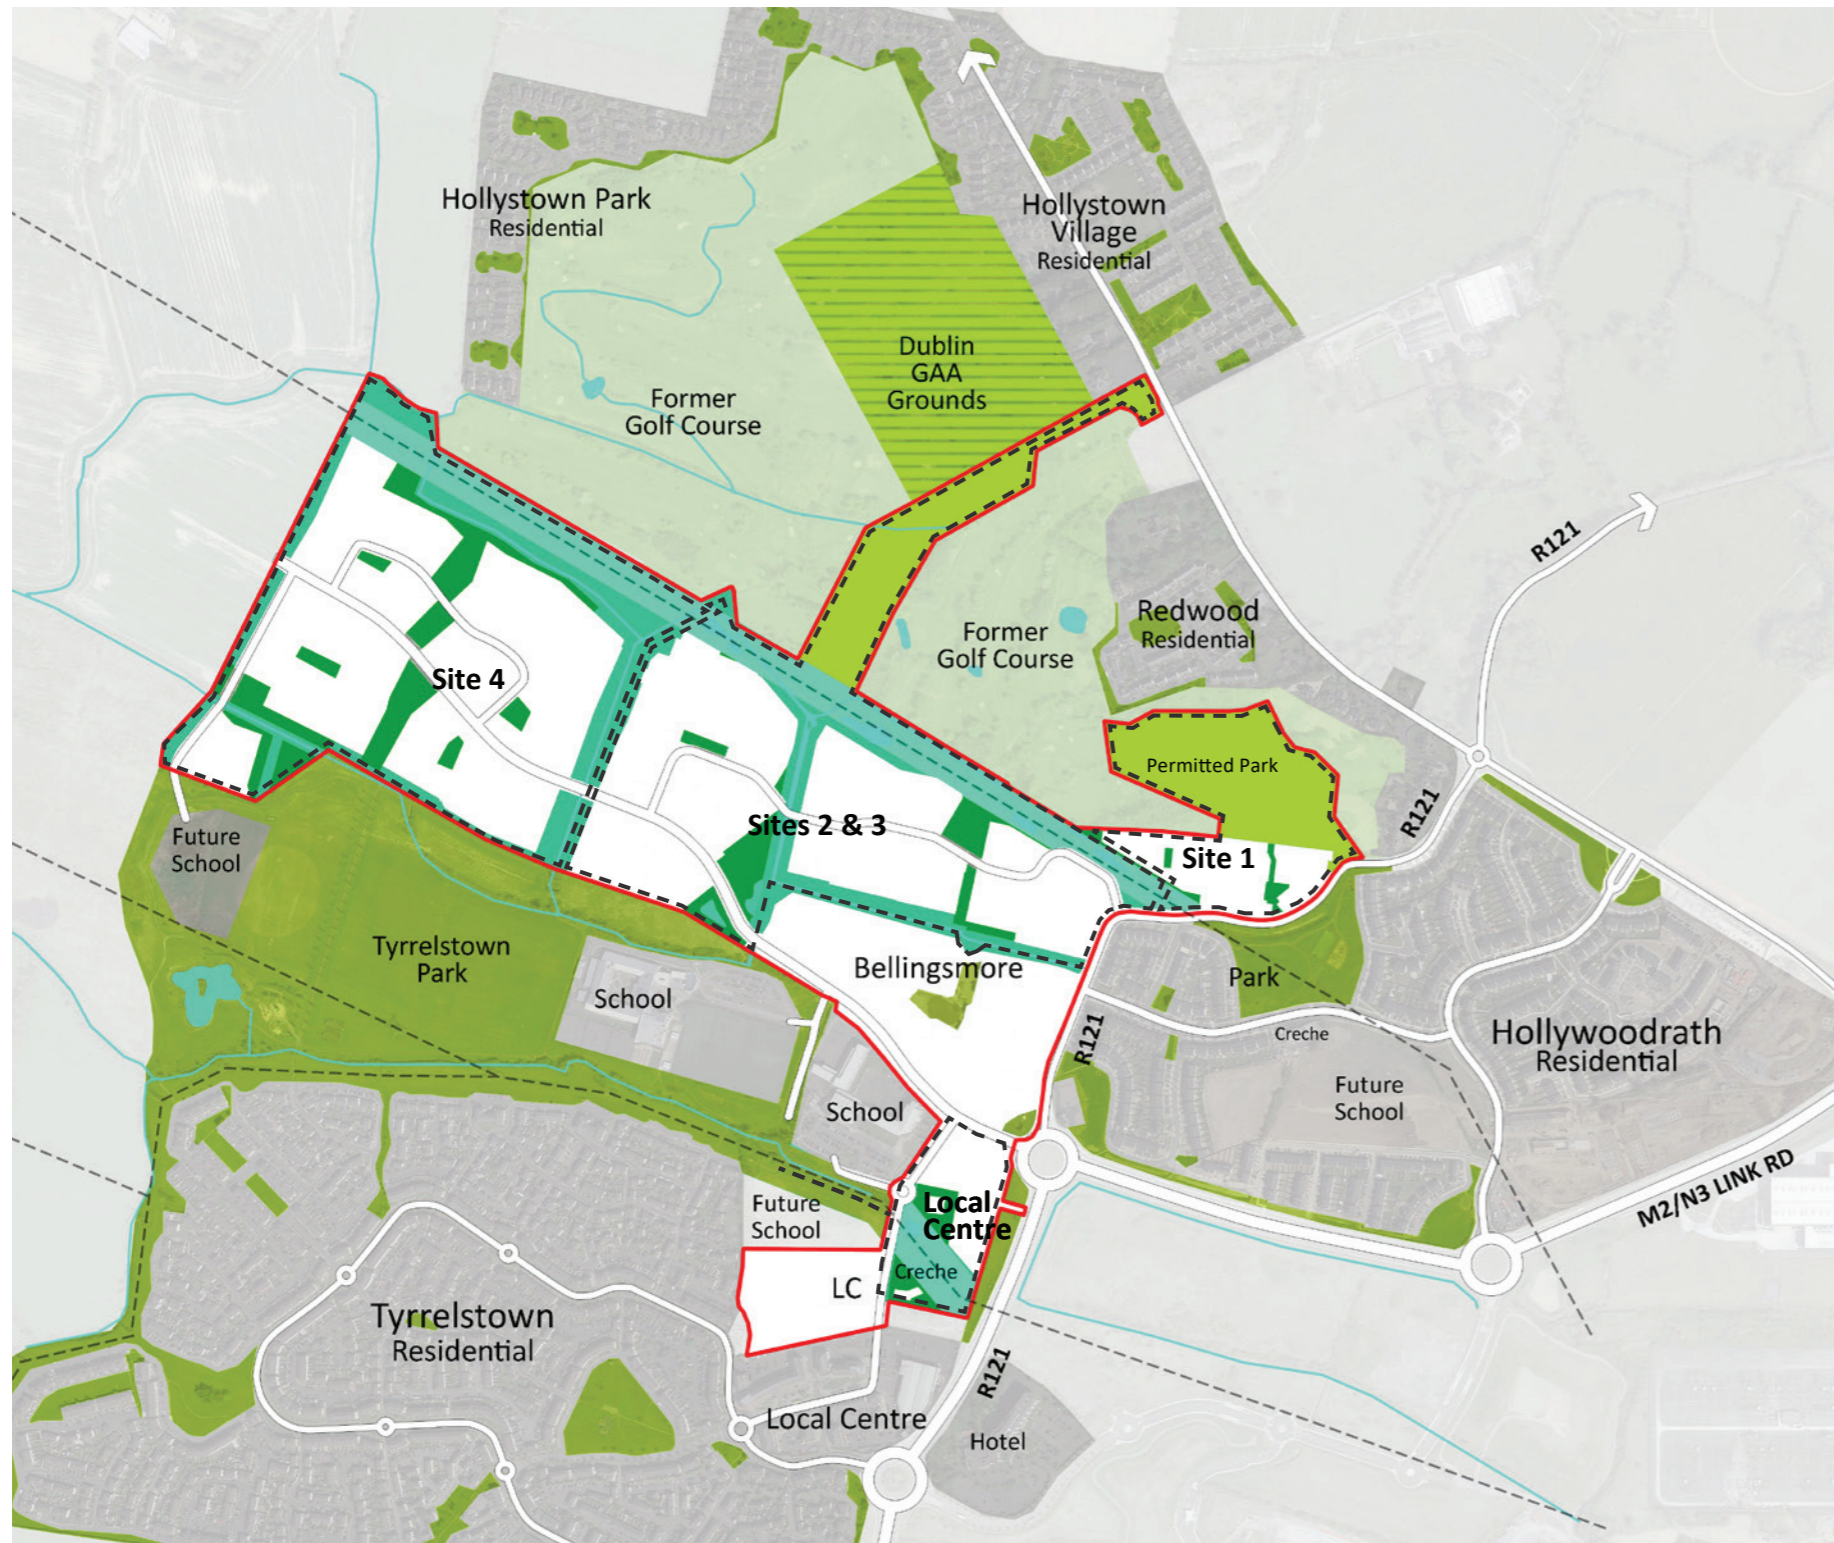 Hollystown Park
Residential
Hollystown
Village
Residential
Dublin
GAA
Grounds
Former
Golf Course
R121
Redwood
Residential
Former
Golf Course
Site 4
Permitted Park
R121
Sites 2 & 3
Site 1
Future
School
Tyrrelstown
Park
Bellingsmore
School
Park
R121
Creche
Hollywoodrath
Residential
Future
School
School
M2/N3 LINK RD
Future
School
Local
Centre
Creche
LC
Tyrrelstown
Residential
R121
Local Centre
Hotel